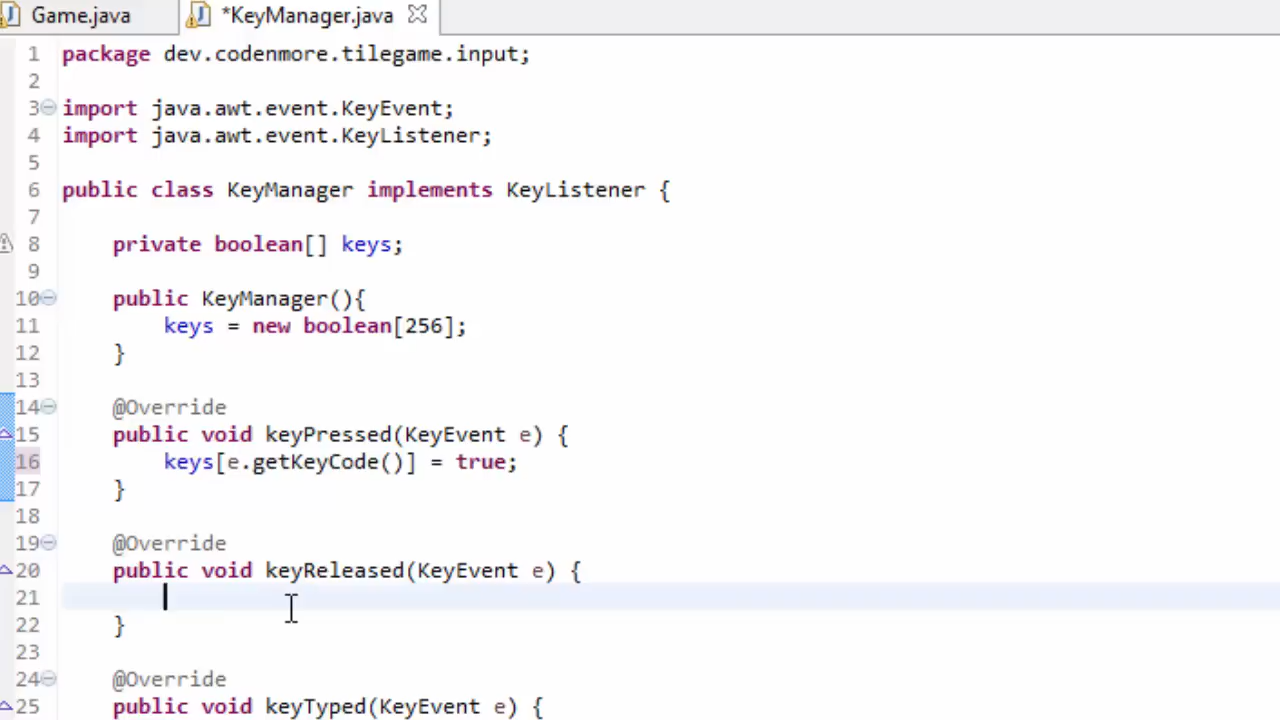 Game.java *KeyManager.java
1 package dev.codenmore.tilegame.input;
2
3 import java.awt.event.KeyEvent;
4 import java.awt.event.KeyListener;
5
6 public class KeyManager implements KeyListener {
7
8 private boolean[] keys;
9
10 public KeyManager(){
11 keys = new boolean[256];
12 }
13
14 @Override
15 public void keyPressed(KeyEvent e) {
16 keys[e.getKeyCode()] = true;
17 }
18
19 @Override
20 public void keyReleased(KeyEvent e) {
21
22 }
23
24 @Override
25 public void keyTyped(KeyEvent e) {